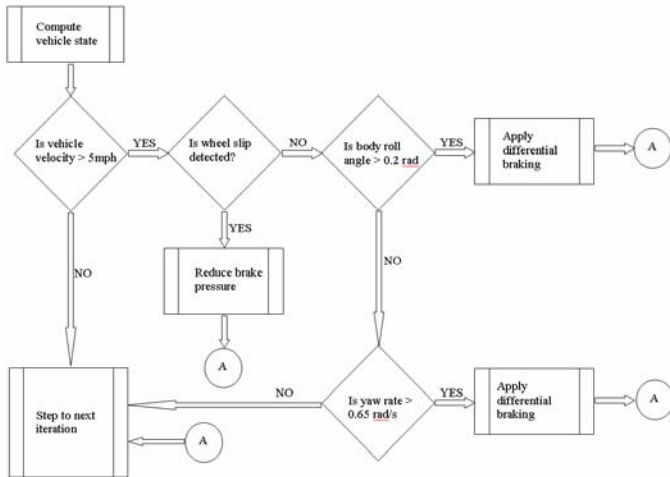 Compute
vehicle state
Is vehicle
velocity > 5mph
YES
Is wheel slip
detected?
NO
Is body roll
angle > 0.2 rad
YES
Apply
differential
braking
A
NO
YES
Reduce brake
pressure
A
NO
Step to next
iteration
A
NO
Is yaw rate >
0.65 rad/s
YES
Apply
differential
braking
A